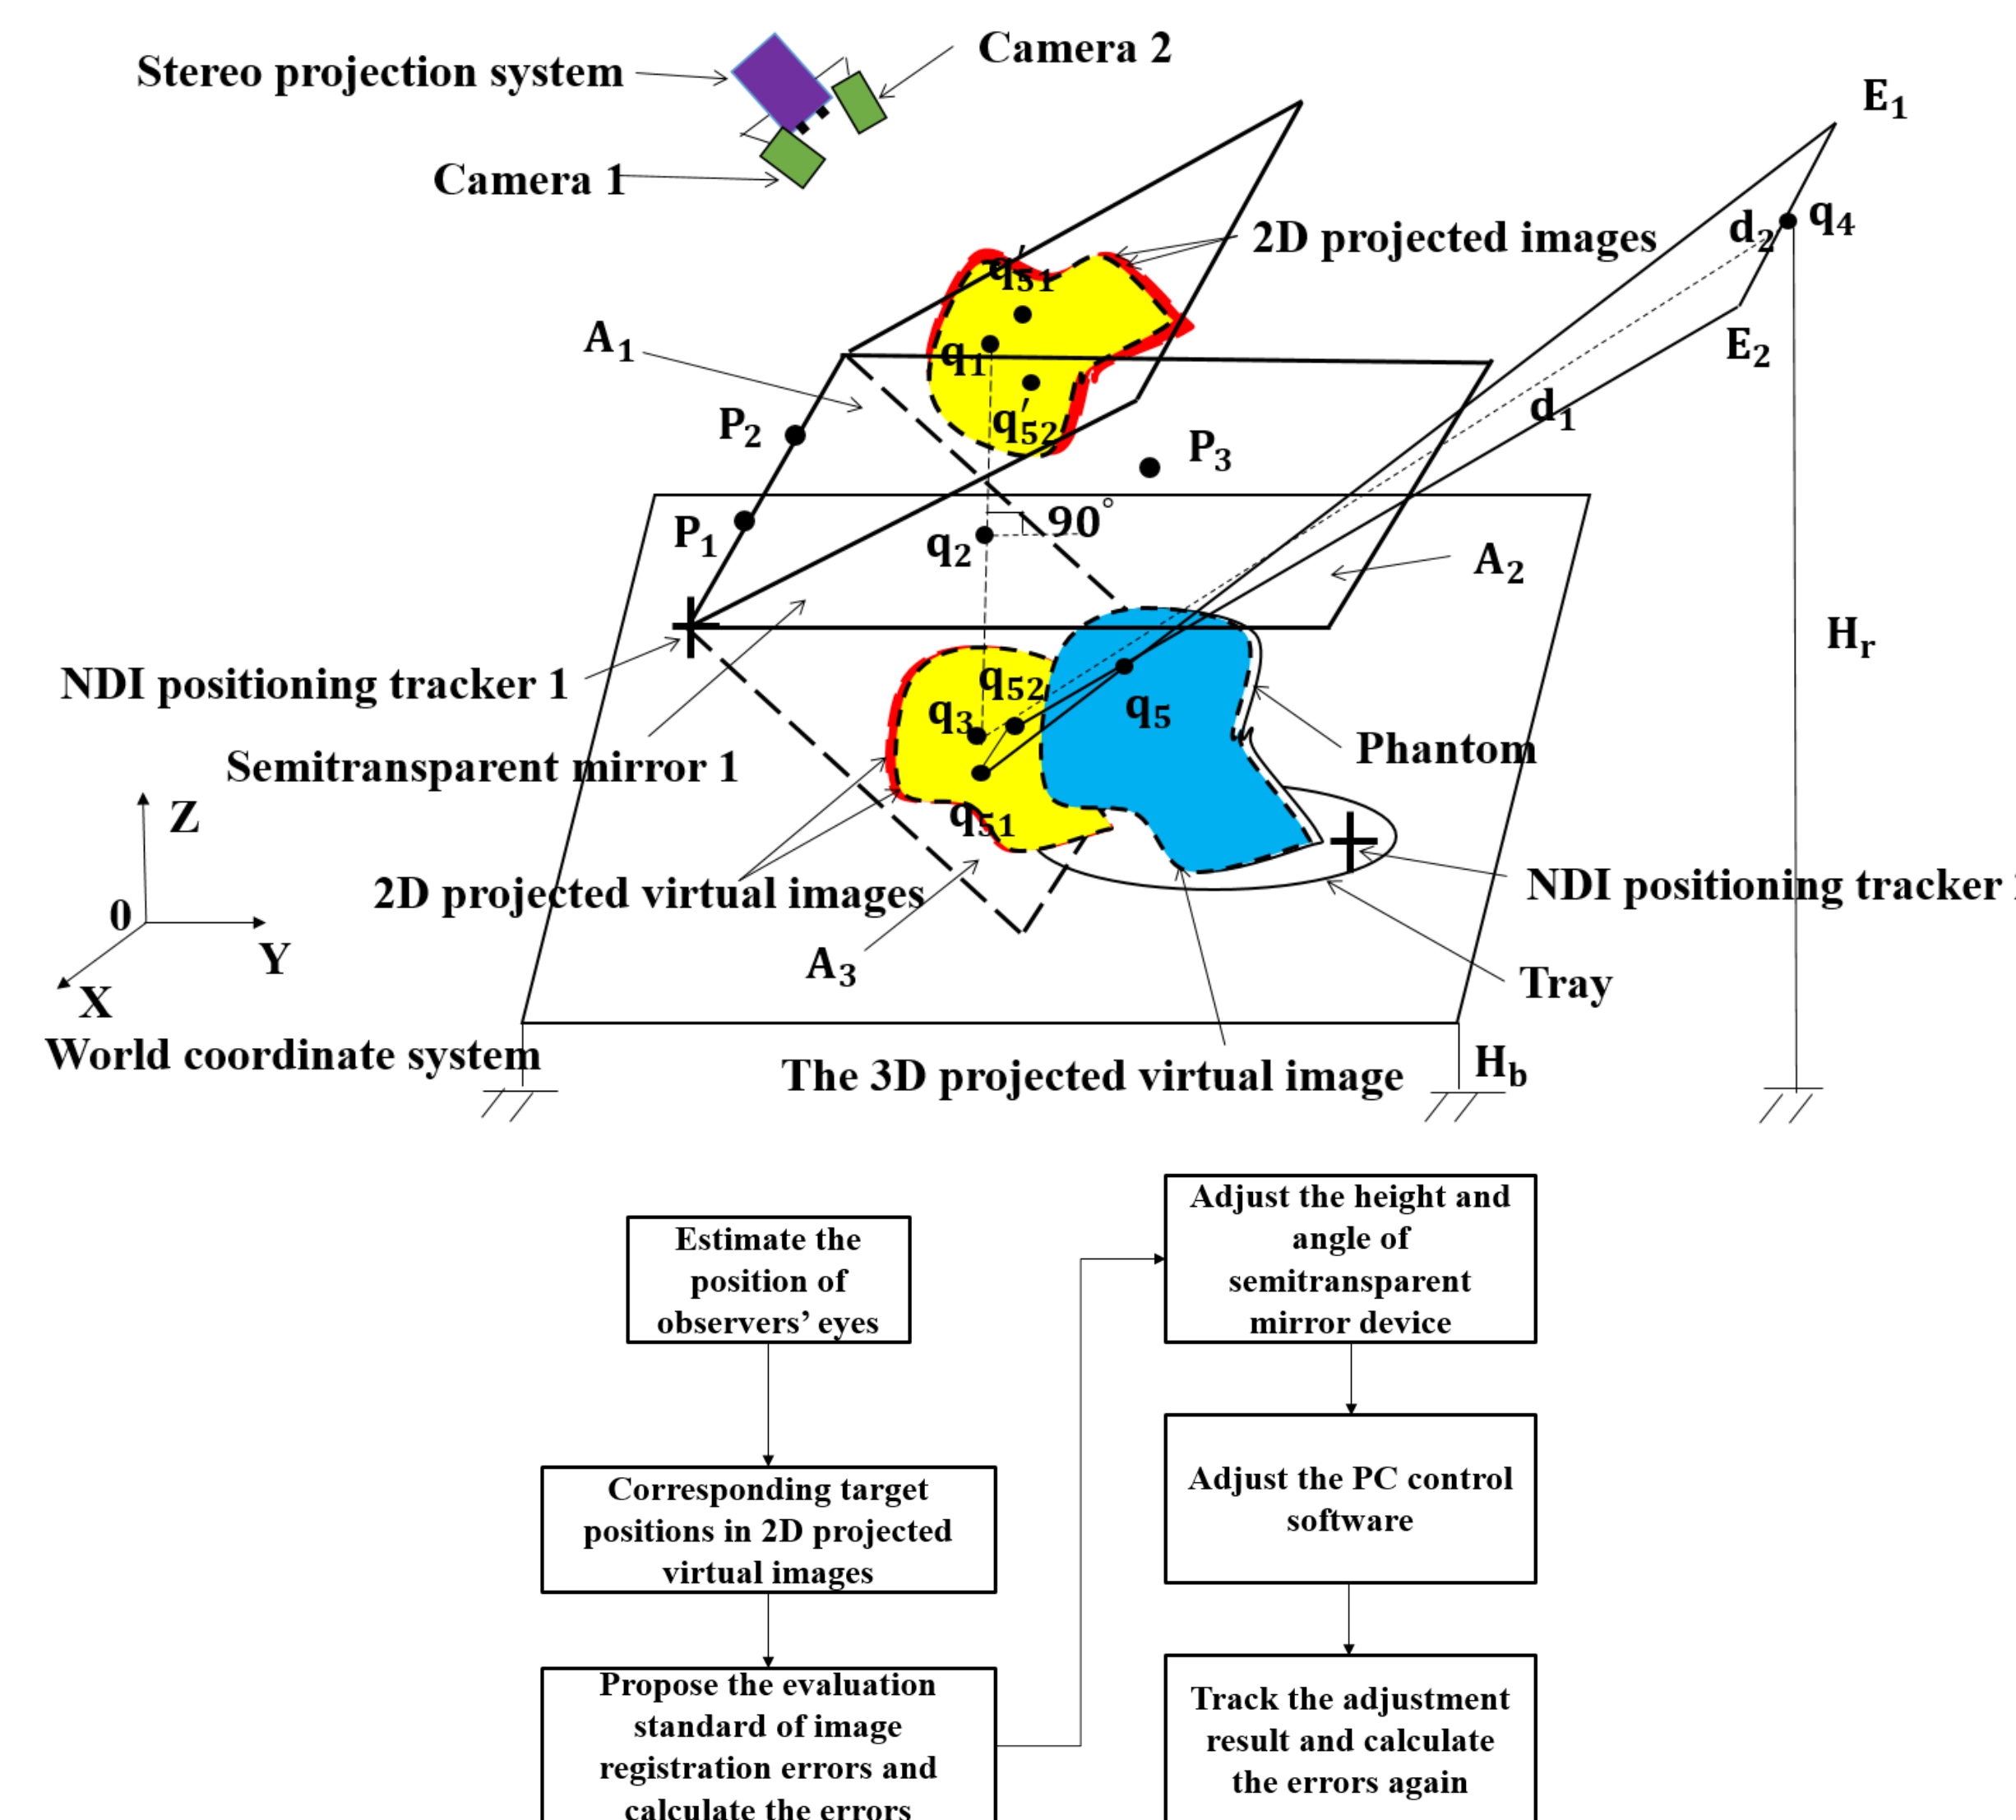 Stereo projection system
Camera 2
Camera 1
E₁
d₂
q₄
2D projected images
q′₅₁
A₁
q₁
E₂
d₁
P₂
q′₅₂
P₃
P₁
90°
q₂
A₂
H_r
NDI positioning tracker 1
q₅₂
q₃
q₅
Semitransparent mirror 1
Phantom
Z
q₅₁
2D projected virtual images
NDI positioning tracker
0
Y
A₃
X
Tray
World coordinate system
The 3D projected virtual image
H_b
Estimate the
position of
observers’ eyes
Corresponding target
positions in 2D projected
virtual images
Propose the evaluation
standard of image
registration errors and
calculate the errors
Adjust the height and
angle of
semitransparent
mirror device
Adjust the PC control
software
Track the adjustment
result and calculate
the errors again